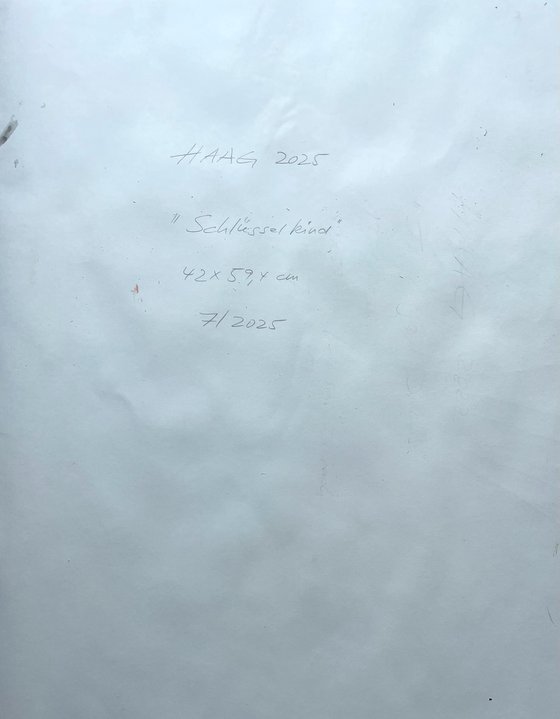 HAAG 2025
"Schlüsselkind"
42 x 59,4 cm
7/2025